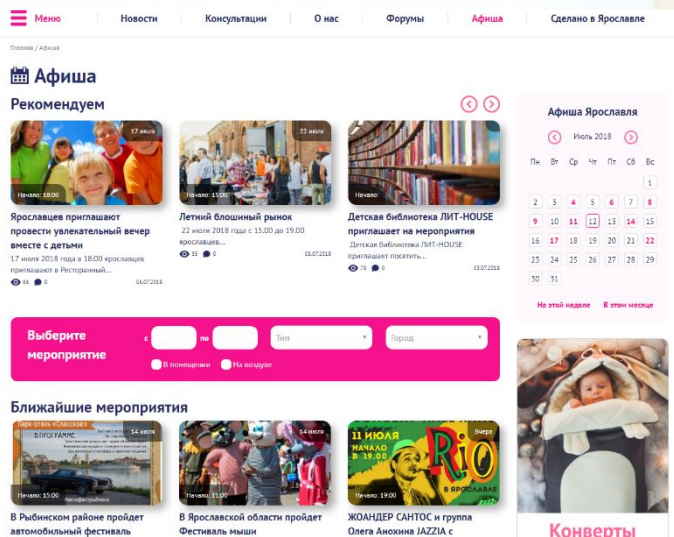 Меню
Новости
Консультации
О нас
Форумы
Афиша
Сделано в Ярославле
Главная / Афиша
Афиша
Рекомендуем
17 июля
Начало: 18:00
Ярославцев приглашают
провести увлекательный вечер
вместе с детьми
17 июля 2018 года в 18:00 ярославцев
приглашают в Ресторанный...
66 0 06.07.2018
22 июля
Начало: 15:00
Летний блошиный рынок
22 июля 2018 года с 15.00 до 19.00
ярославцев...
35 0 05.07.2018
Начало:
Детская библиотека ЛИТ-HOUSE
приглашает на мероприятия
Детская библиотека ЛИТ-HOUSE
приглашает посетить...
78 0 03.07.2018
Афиша Ярославля
Июль 2018
Пн Вт Ср Чт Пт Сб Вс
1
2 3 4 5 6 7 8
9 10 11 12 13 14 15
16 17 18 19 20 21 22
23 24 25 26 27 28 29
30 31
На этой неделе В этом месяце
Выберите
мероприятие
с по Тип Город
В помещении На воздухе
Ближайшие мероприятия
Парк-отель «Спасское»
В ПРОГРАММЕ:
14 июля
Начало: 15:00
В Рыбинском районе пройдет
автомобильный фестиваль
14 июля
Начало: 11:00
В Ярославской области пройдет
Фестиваль мыши
11 ИЮЛЯ
НАЧАЛО
В 19.00
Вчера
RIO
В ЯРОСЛАВЛЕ
Начало: 19:00
ЖОАНДЕР САНТОС и группа
Олега Анохина JAZZIA с
Конверты